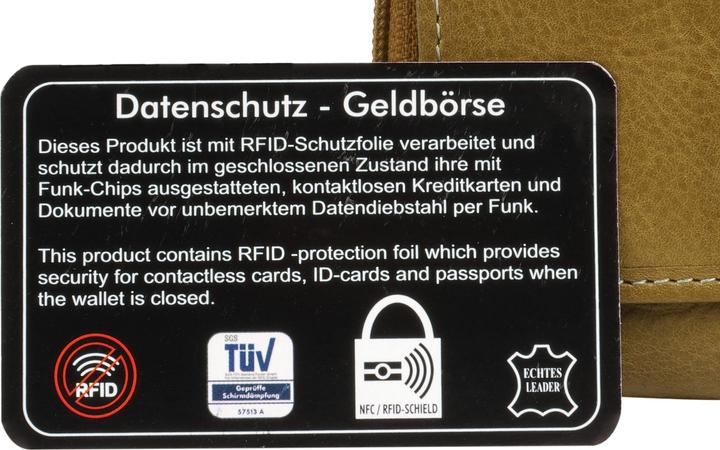 Datenschutz - Geldbörse
Dieses Produkt ist mit RFID-Schutzfolie verarbeitet und
schutzt dadurch im geschlossenen Zustand ihre mit
Funk-Chips ausgestatteten, kontaktlosen Kreditkarten und
Dokumente vor unbemerktem Datendiebstahl per Funk.
This product contains RFID -protection foil which provides
security for contactless cards, ID-cards and passports when
the wallet is closed.
RFID
SGS
TÜV
Geprüffe
Schirmdämpfung
57513 A
NFC / RFID-SCHIELD
ECHTES
LEADER